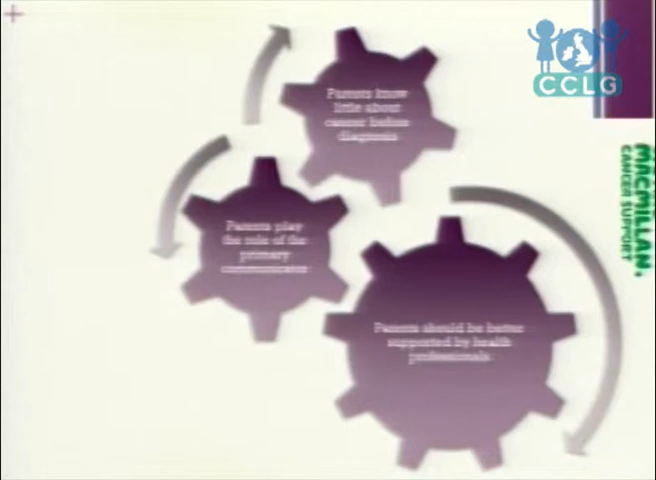 CCLG
Parents know
little about
cancer before
diagnosis
MACMILLAN.
CANCER SUPPORT
Parents play
the role of the
primary
communicator
Parents should be better
supported by health
professionals